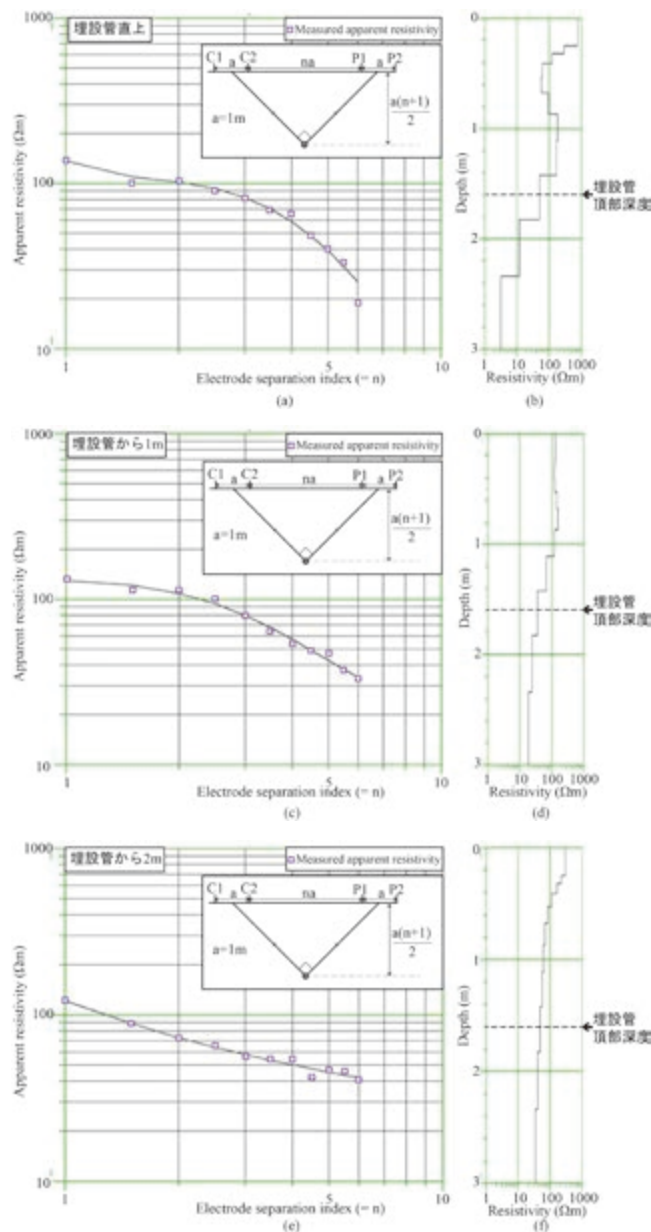 埋設管直上
Measured apparent resistivity
C1 a C2 na P1 a P2
a=1m
a(n+1)
2
Apparent resistivity (Ωm)
1000
100
10
1
5
10
Electrode separation index (= n)
(a)
Depth (m)
0
1
2
3
埋設管
頂部深度
1 10 100 1000
Resistivity (Ωm)
(b)
埋設管から1m
Measured apparent resistivity
C1 a C2 na P1 a P2
a=1m
a(n+1)
2
Apparent resistivity (Ωm)
1000
100
10
1
5
10
Electrode separation index (= n)
(c)
Depth (m)
0
1
2
3
埋設管
頂部深度
1 10 100 1000
Resistivity (Ωm)
(d)
埋設管から2m
Measured apparent resistivity
C1 a C2 na P1 a P2
a=1m
a(n+1)
2
Apparent resistivity (Ωm)
1000
100
10
1
5
10
Electrode separation index (= n)
(e)
Depth (m)
0
1
2
3
埋設管
頂部深度
1 10 100 1000
Resistivity (Ωm)
(f)